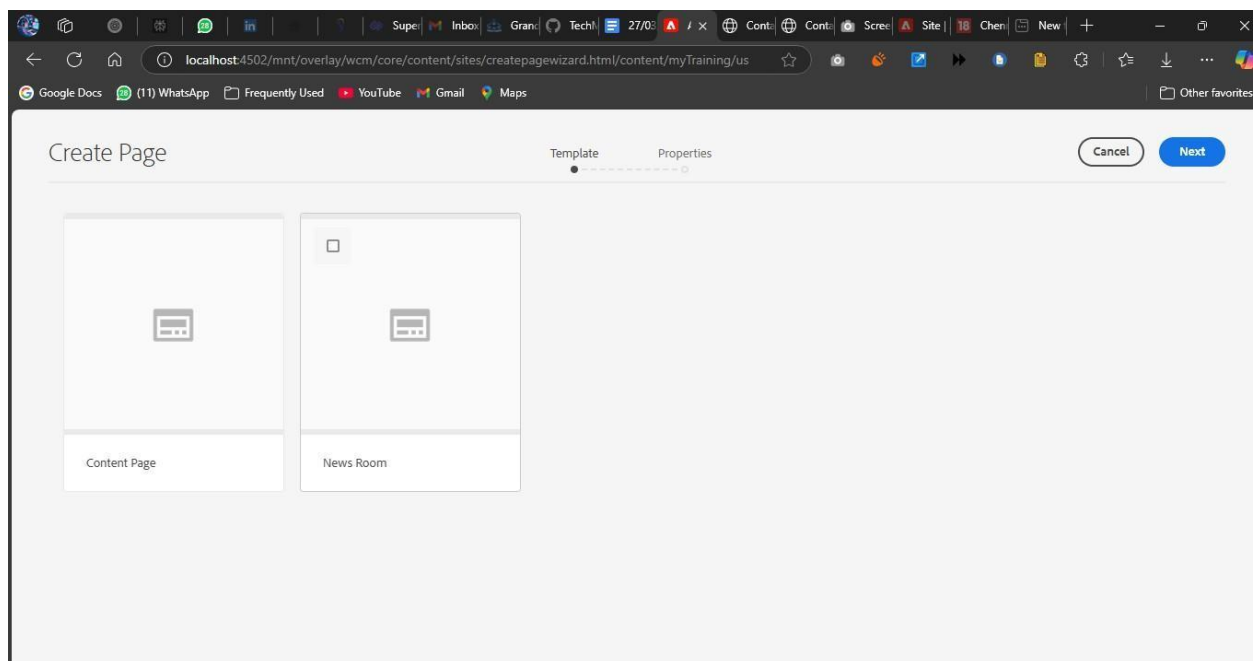 Super Inbox Grand TechN 27/03 Conta Conta Scree Site | Chen New
localhost:4502/mnt/overlay/wcm/core/content/sites/createpagewizard.html/content/myTraining/us
Google Docs (11) WhatsApp Frequently Used YouTube Gmail Maps Other favorites
Create Page Template Properties Cancel Next
Content Page News Room